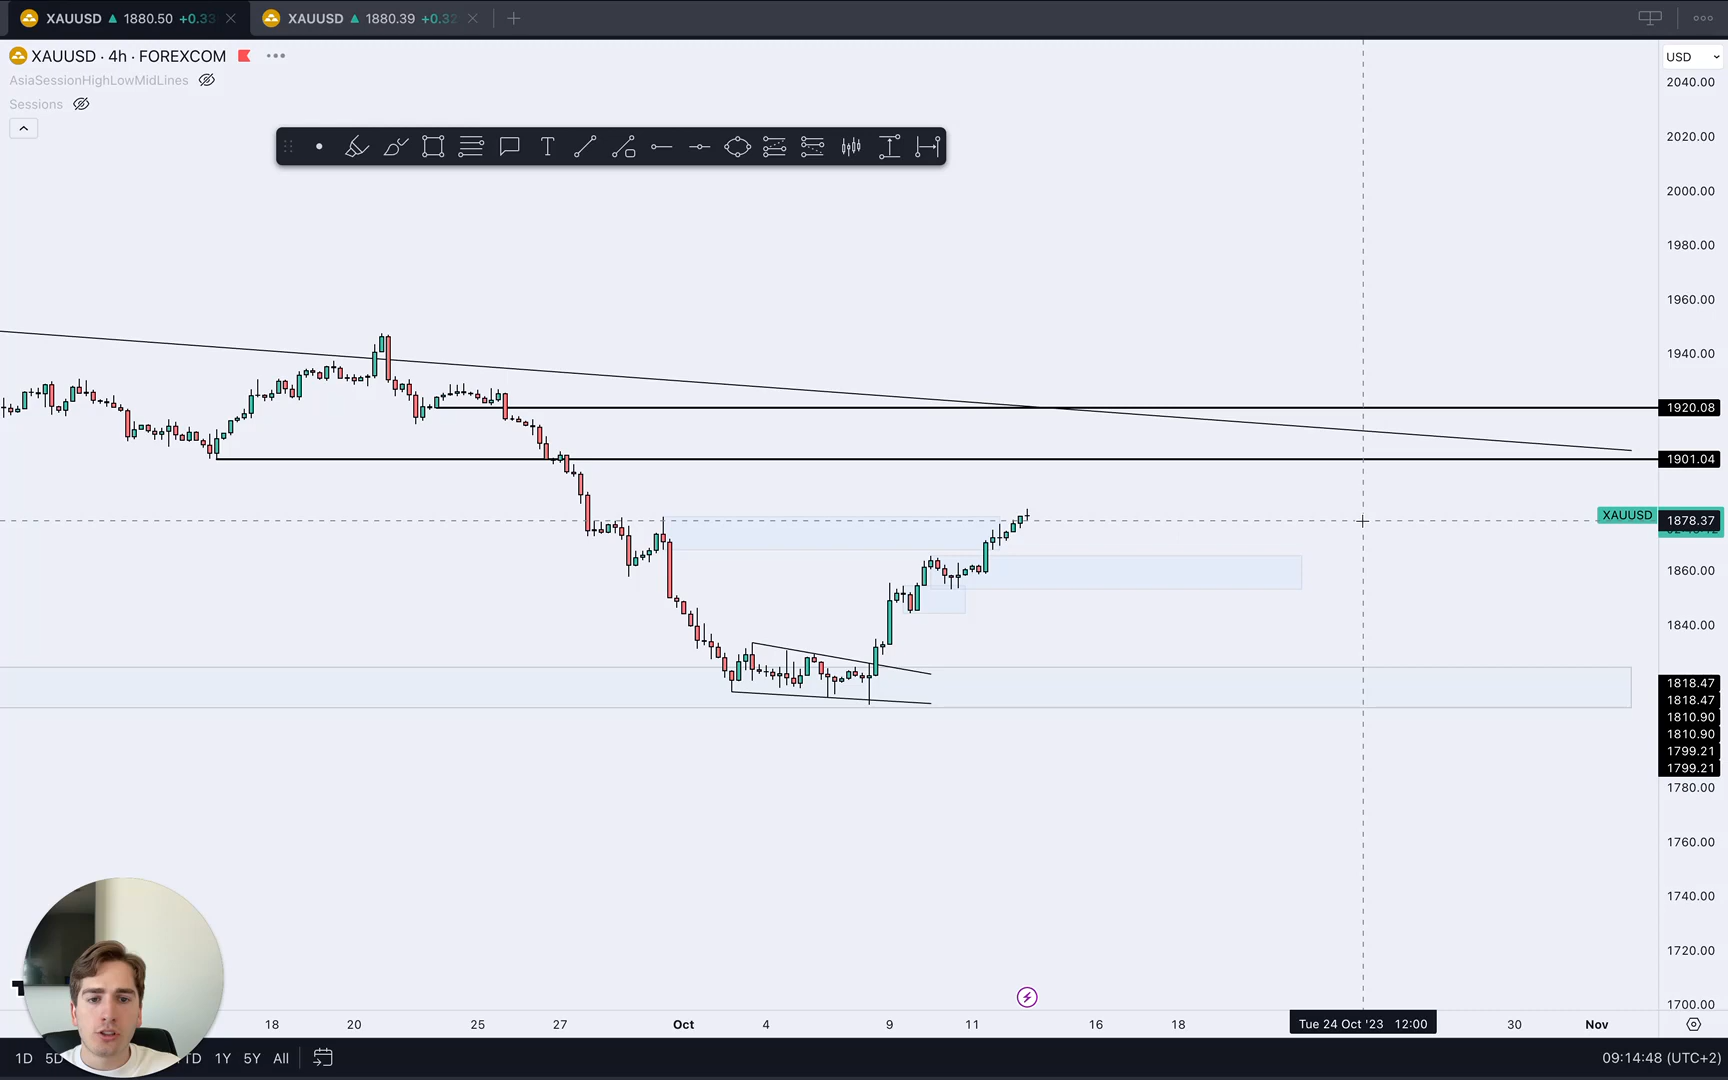 XAUUSD ▲ 1880.50 +0.33
XAUUSD ▲ 1880.39 +0.32
XAUUSD · 4h · FOREXCOM
AsiaSessionHighLowMidLines
Sessions
USD
2040.00
2020.00
2000.00
1980.00
1960.00
1940.00
1920.08
1901.04
XAUUSD
1878.37
1860.00
1840.00
1818.47
1818.47
1810.90
1810.90
1799.21
1799.21
1780.00
1760.00
1740.00
1720.00
1700.00
18 20 25 27 Oct 4 9 11 16 18 Tue 24 Oct '23 12:00 30 Nov
1D 5D TD 1Y 5Y All
09:14:48 (UTC+2)